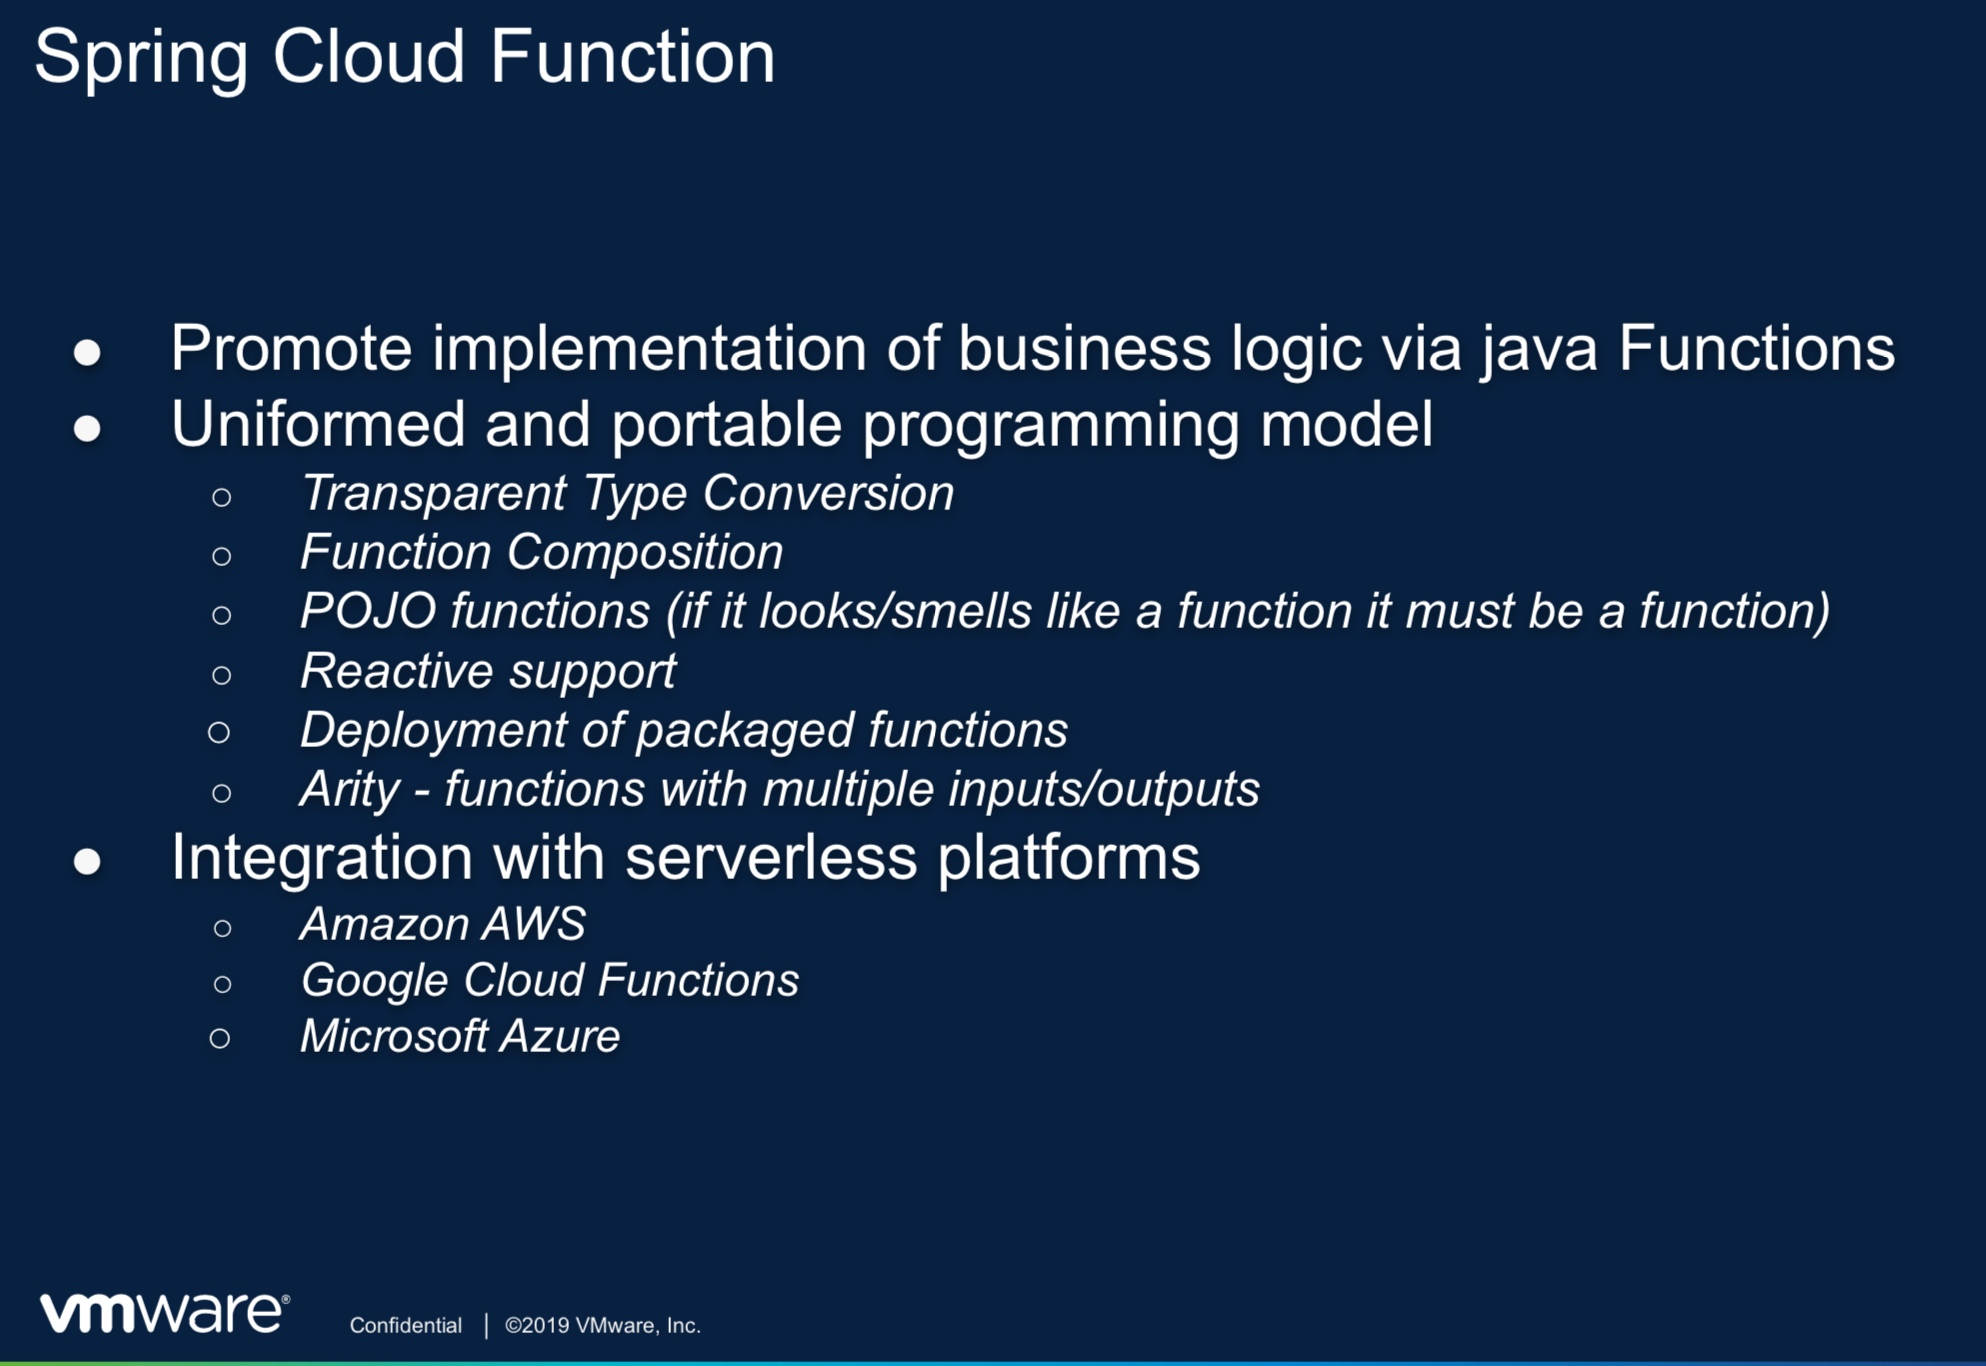 Spring Cloud Function
● Promote implementation of business logic via java Functions
● Uniformed and portable programming model
○ Transparent Type Conversion
○ Function Composition
○ POJO functions (if it looks/smells like a function it must be a function)
○ Reactive support
○ Deployment of packaged functions
○ Arity - functions with multiple inputs/outputs
● Integration with serverless platforms
○ Amazon AWS
○ Google Cloud Functions
○ Microsoft Azure
vmware® Confidential | ©2019 VMware, Inc.